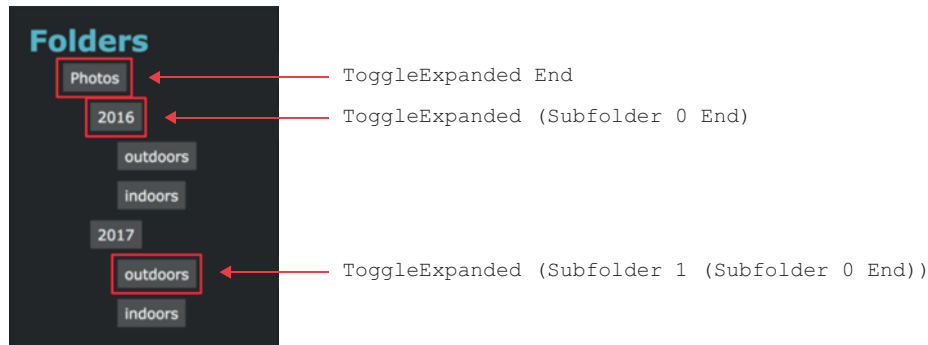 Folders
Photos
ToggleExpanded End
2016
ToggleExpanded (Subfolder 0 End)
outdoors
indoors
2017
outdoors
ToggleExpanded (Subfolder 1 (Subfolder 0 End))
indoors